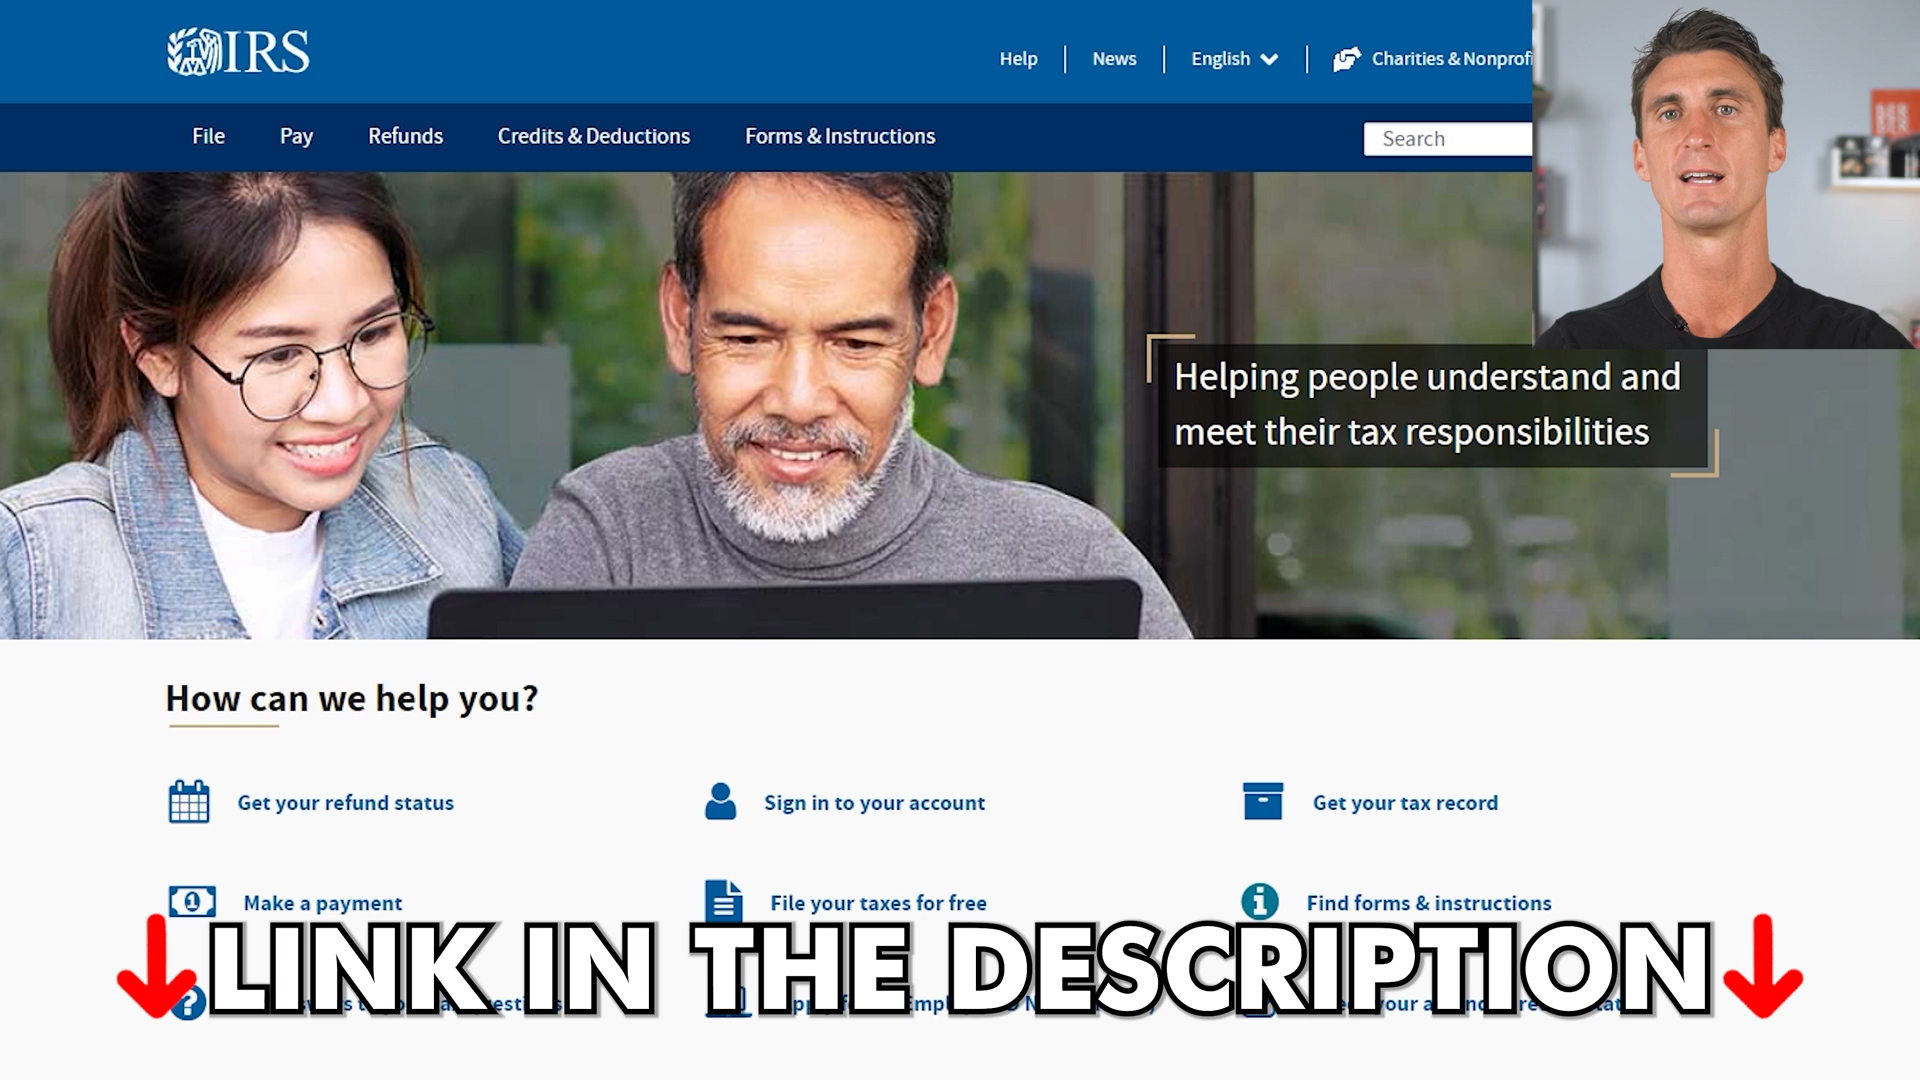 IRS
Help
News
English
Charities & Nonprof
File
Pay
Refunds
Credits & Deductions
Forms & Instructions
Search
Helping people understand and
meet their tax responsibilities
How can we help you?
Get your refund status
Sign in to your account
Get your tax record
Make a payment
File your taxes for free
Find forms & instructions
LINK IN THE DESCRIPTION